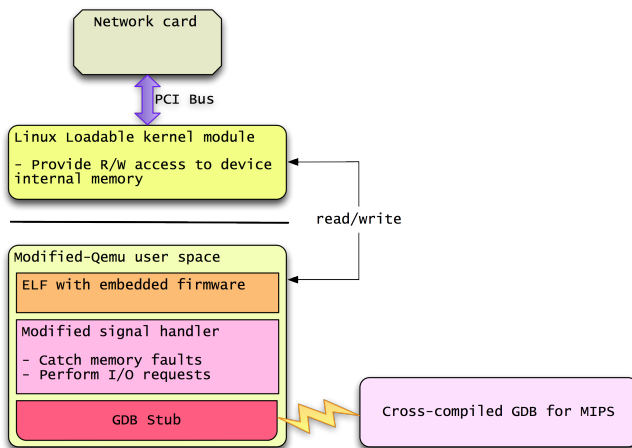 Network card
PCI Bus
Linux Loadable kernel module
- Provide R/W access to device
internal memory
read/write
Modified-Qemu user space
ELF with embedded firmware
Modified signal handler
- Catch memory faults
- Perform I/O requests
GDB Stub
Cross-compiled GDB for MIPS